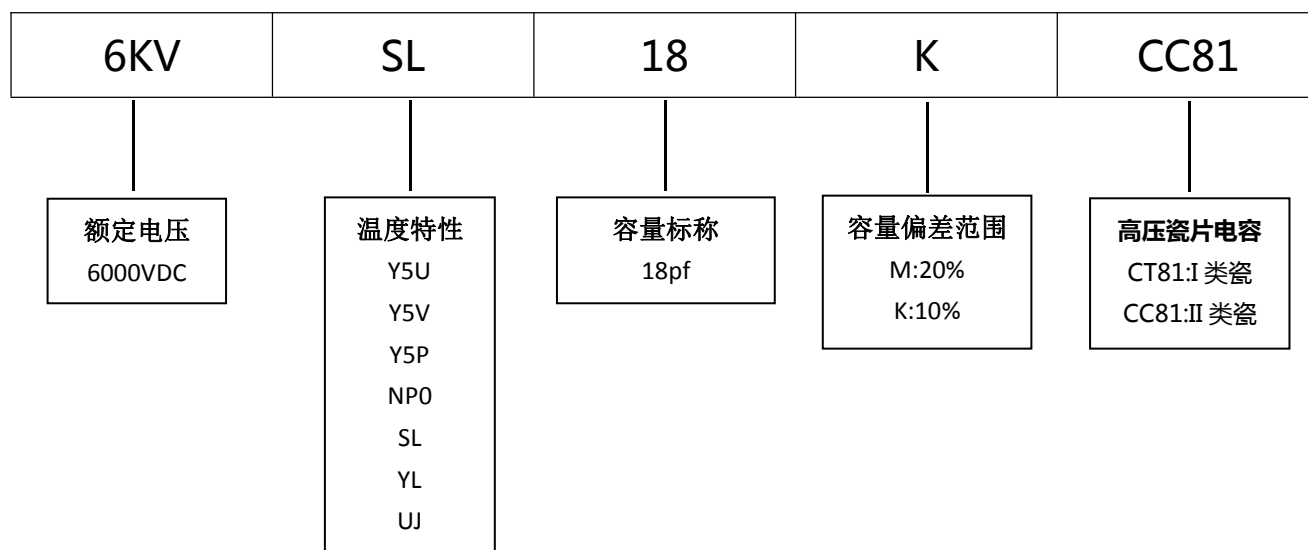 6KV SL 18 K CC81
额定电压
6000VDC
温度特性
Y5U
Y5V
Y5P
NP0
SL
YL
UJ
容量标称
18pf
容量偏差范围
M:20%
K:10%
高压瓷片电容
CT81:I 类瓷
CC81:II 类瓷